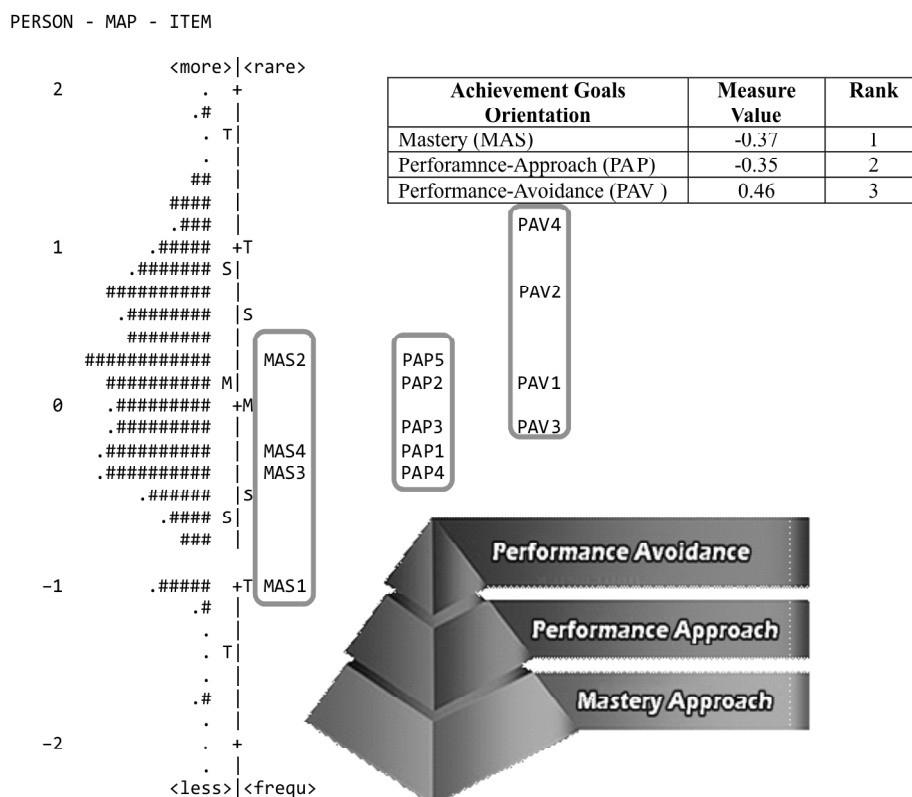 PERSON - MAP - ITEM
<more>|<rare>
2 . +
.# |
. T|
. |
## |
#### |
.### | PAV4
1 .##### +T
.####### S|
########## | PAV2
.######## |S
######## |
############ | MAS2 PAP5
########## M| PAP2 PAV1
0 .######### +M
.######### | PAP3 PAV3
.########## | MAS4 PAP1
.########## | MAS3 PAP4
.###### |S
.#### S|
### |
|
−1 .##### +T MAS1
.# |
. |
. T|
. |
.# |
. |
−2 . +
. |
<less>|<frequ>
Achievement Goals Orientation Measure Value Rank
Mastery (MAS) -0.37 1
Perforamnce-Approach (PAP) -0.35 2
Performance-Avoidance (PAV ) 0.46 3
Performance Avoidance
Performance Approach
Mastery Approach